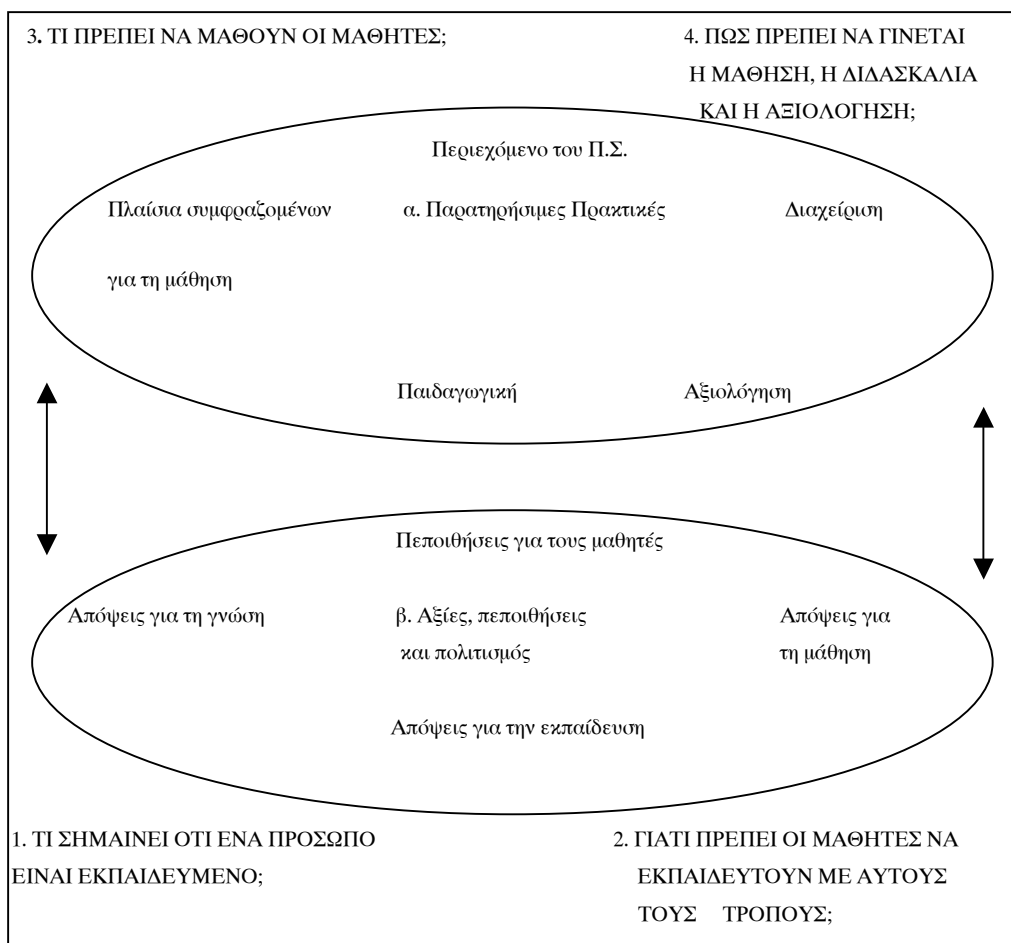 3. ΤΙ ΠΡΕΠΕΙ ΝΑ ΜΑΘΟΥΝ ΟΙ ΜΑΘΗΤΕΣ;
4. ΠΩΣ ΠΡΕΠΕΙ ΝΑ ΓΙΝΕΤΑΙ
Η ΜΑΘΗΣΗ, Η ΔΙΔΑΣΚΑΛΙΑ
ΚΑΙ Η ΑΞΙΟΛΟΓΗΣΗ;
Περιεχόμενο του Π.Σ.
Πλαίσια συμφραζομένων
για τη μάθηση
α. Παρατηρήσιμες Πρακτικές
Διαχείριση
Παιδαγωγική
Αξιολόγηση
Πεποιθήσεις για τους μαθητές
Απόψεις για τη γνώση
β. Αξίες, πεποιθήσεις
και πολιτισμός
Απόψεις για
τη μάθηση
Απόψεις για την εκπαίδευση
1. ΤΙ ΣΗΜΑΙΝΕΙ ΟΤΙ ΕΝΑ ΠΡΟΣΩΠΟ
ΕΙΝΑΙ ΕΚΠΑΙΔΕΥΜΕΝΟ;
2. ΓΙΑΤΙ ΠΡΕΠΕΙ ΟΙ ΜΑΘΗΤΕΣ ΝΑ
ΕΚΠΑΙΔΕΥΤΟΥΝ ΜΕ ΑΥΤΟΥΣ
ΤΟΥΣ ΤΡΟΠΟΥΣ;